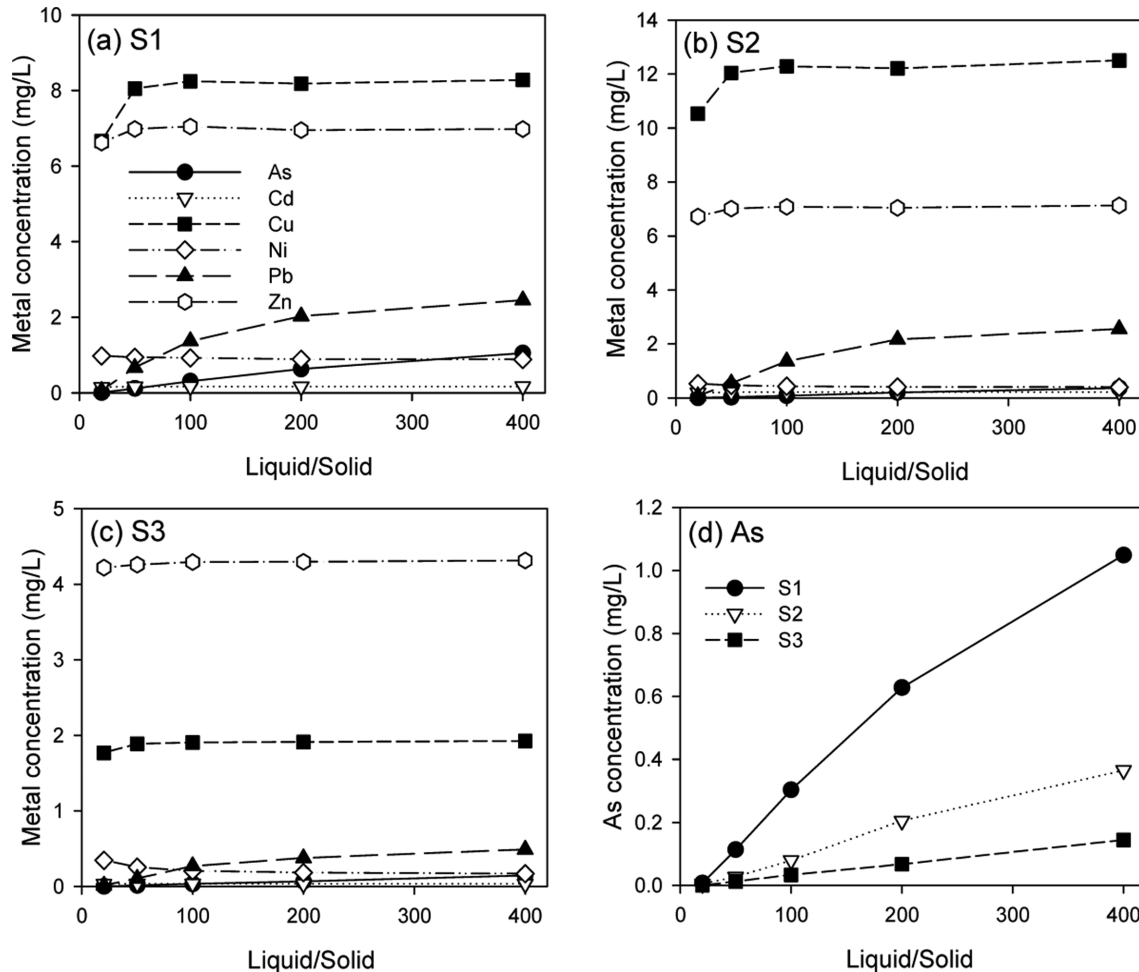 (a) S1
Metal concentration (mg/L)
10
8
6
4
2
0
As
Cd
Cu
Ni
Pb
Zn
0 100 200 300 400
Liquid/Solid
(b) S2
Metal concentration (mg/L)
14
12
10
8
6
4
2
0
0 100 200 300 400
Liquid/Solid
(c) S3
Metal concentration (mg/L)
5
4
3
2
1
0
0 100 200 300 400
Liquid/Solid
(d) As
As concentration (mg/L)
1.2
1.0
0.8
0.6
0.4
0.2
0.0
S1
S2
S3
0 100 200 300 400
Liquid/Solid